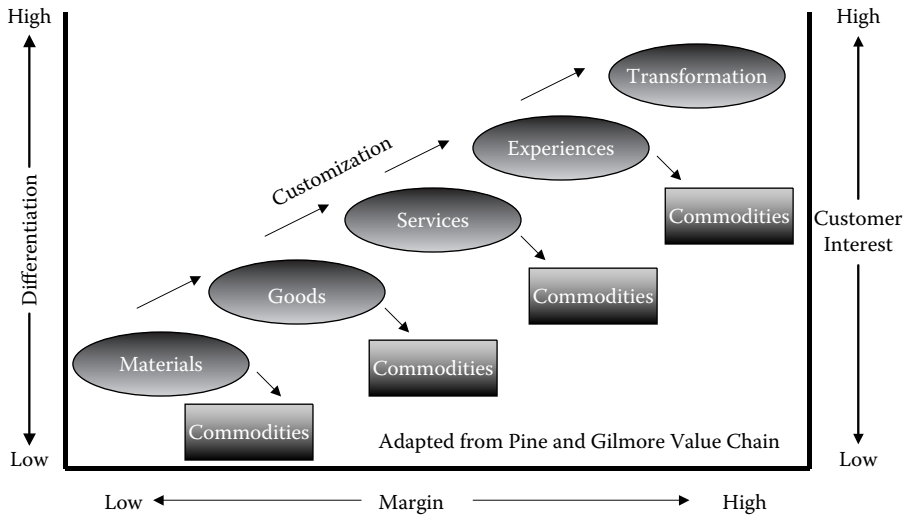 High
High
Transformation
Customization
Experiences
Commodities
Services
Customer
Interest
Differentiation
Goods
Commodities
Materials
Commodities
Commodities
Adapted from Pine and Gilmore Value Chain
Low
Low
Low
Margin
High